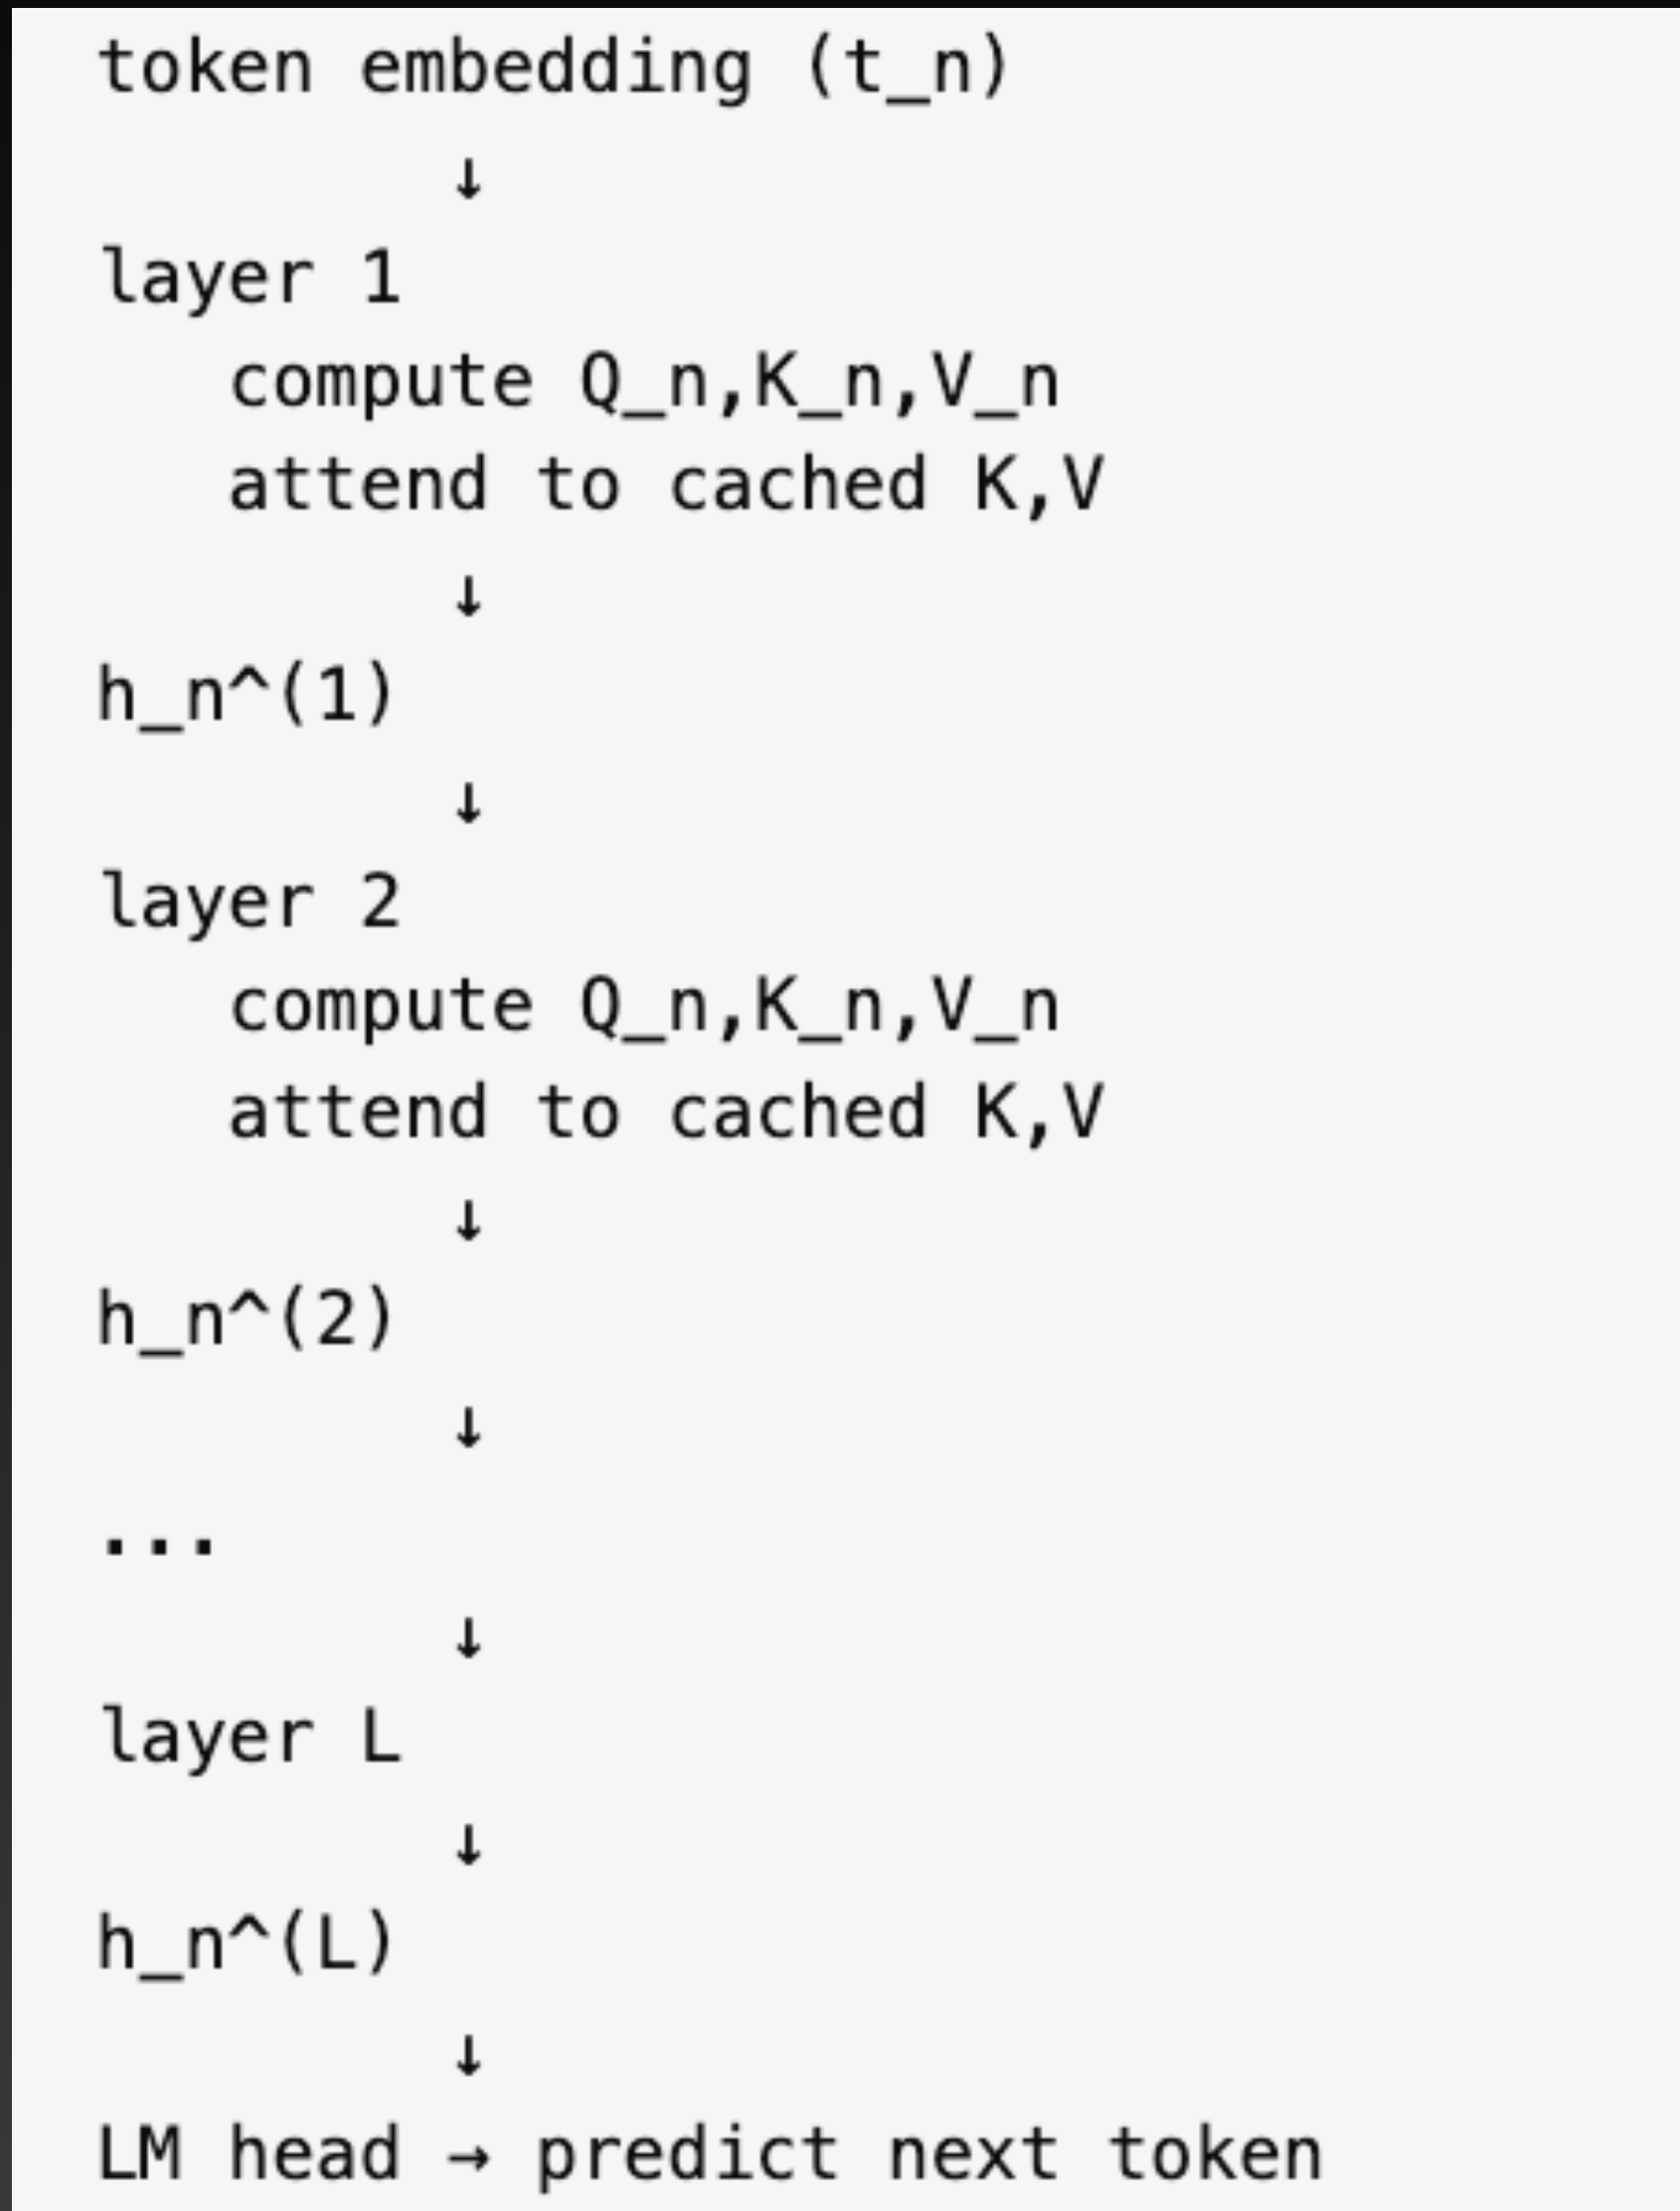 token embedding (t_n)
↓
layer 1
compute Q_n,K_n,V_n
attend to cached K,V
↓
h_n^(1)
↓
layer 2
compute Q_n,K_n,V_n
attend to cached K,V
↓
h_n^(2)
↓
...
↓
layer L
↓
h_n^(L)
↓
LM head → predict next token